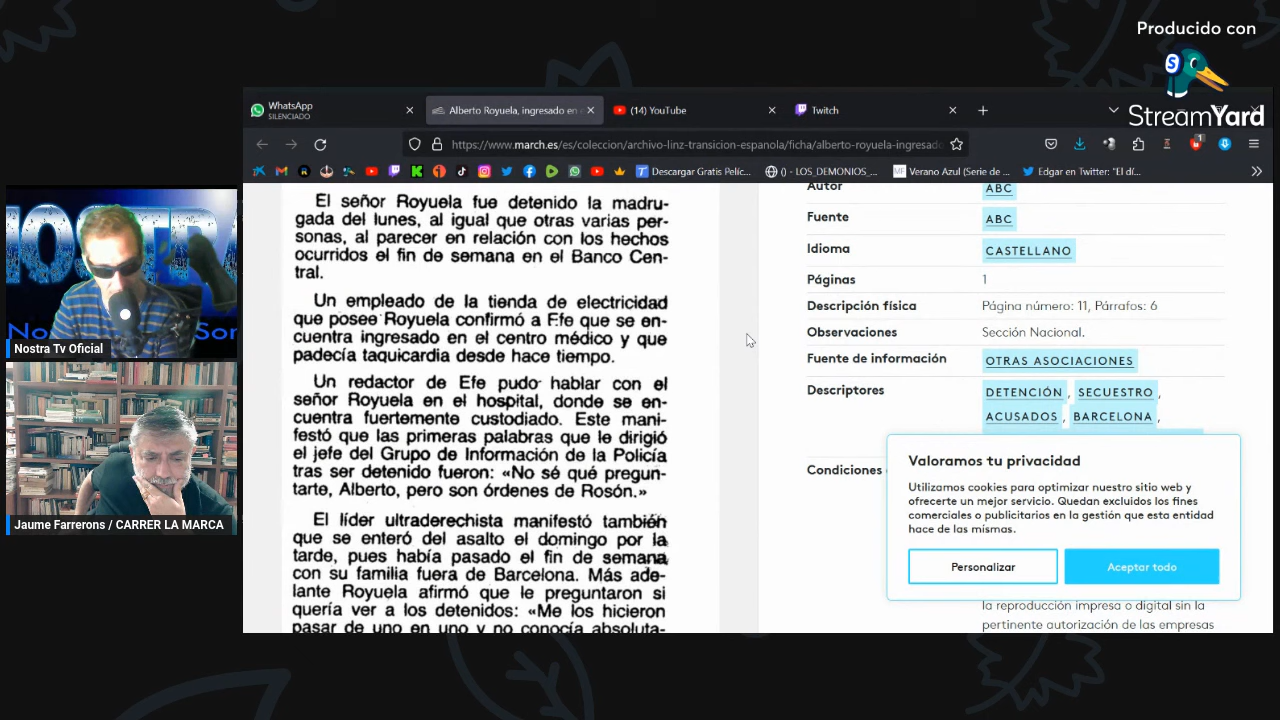 Producido con
StreamYard
WhatsApp
SILENCIADO
Alberto Royuela, ingresado en
(14) YouTube
Twitch
https://www.march.es/es/coleccion/archivo-linz-transicion-espanola/ficha/alberto-royuela-ingresad
Descargar Gratis Pelíc...
() - LOS_DEMONIOS_...
Verano Azul (Serie de ...
Edgar en Twitter: "El dí...
El señor Royuela fue detenido la madru-
gada del lunes, al igual que otras varias per-
sonas, al parecer en relación con los hechos
ocurridos el fin de semana en el Banco Cen-
tral.
Un empleado de la tienda de electricidad
que posee Royuela confirmó a Efe que se en-
cuentra ingresado en el centro médico y que
padecía taquicardia desde hace tiempo.
Un redactor de Efe pudo hablar con el
señor Royuela en el hospital, donde se en-
cuentra fuertemente custodiado. Este mani-
festó que las primeras palabras que le dirigió
el jefe del Grupo de Información de la Policía
tras ser detenido fueron: «No sé qué pregun-
tarte, Alberto, pero son órdenes de Rosón.»
El líder ultraderechista manifestó también
que se enteró del asalto el domingo por la
tarde, pues había pasado el fin de semana
con su familia fuera de Barcelona. Más ade-
lante Royuela afirmó que le preguntaron si
quería ver a los detenidos: «Me los hicieron
pasar de uno en uno y no conocía absoluta-
Autor
ABC
Fuente
ABC
Idioma
CASTELLANO
Páginas
1
Descripción física
Página número: 11, Párrafos: 6
Observaciones
Sección Nacional.
Fuente de información
OTRAS ASOCIACIONES
Descriptores
DETENCIÓN, SECUESTRO,
ACUSADOS, BARCELONA,
Condiciones
Valoramos tu privacidad
Utilizamos cookies para optimizar nuestro sitio web y
ofrecerte un mejor servicio. Quedan excluidos los fines
comerciales o publicitarios en la gestión que esta entidad
hace de las mismas.
Personalizar
Aceptar todo
la reproducción impresa o digital sin la
pertinente autorización de las empresas
NOSTRA
Nostra Tv Oficial
Jaume Farrerons / CARRER LA MARCA